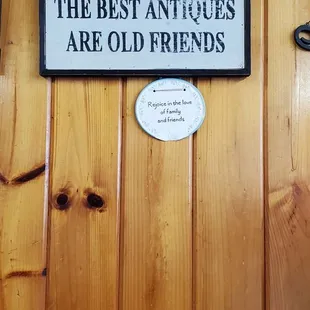 THE BEST ANTIQUES
ARE OLD FRIENDS
Rejoice in the love
of family
and friends